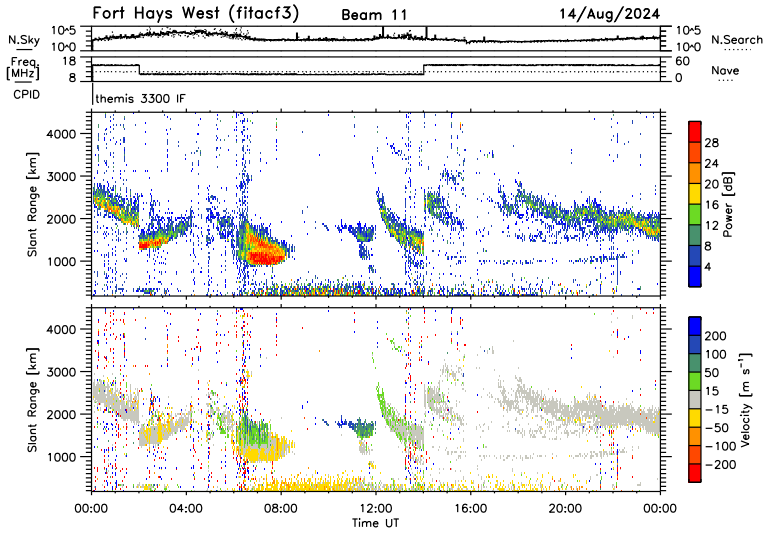 Fort Hays West (fitacf3) Beam 11 14/Aug/2024
N.Sky 10^5 10^0 10^5 10^0 N.Search
Freq. [MHz] 18 8 60 0 Nave
CPID themis 3300 IF
Slant Range [km] 4000 3000 2000 1000
Power [dB] 28 24 20 16 12 8 4
Slant Range [km] 4000 3000 2000 1000
Velocity [m s⁻¹] 200 100 50 15 −15 −50 −100 −200
00:00 04:00 08:00 12:00 16:00 20:00 00:00
Time UT